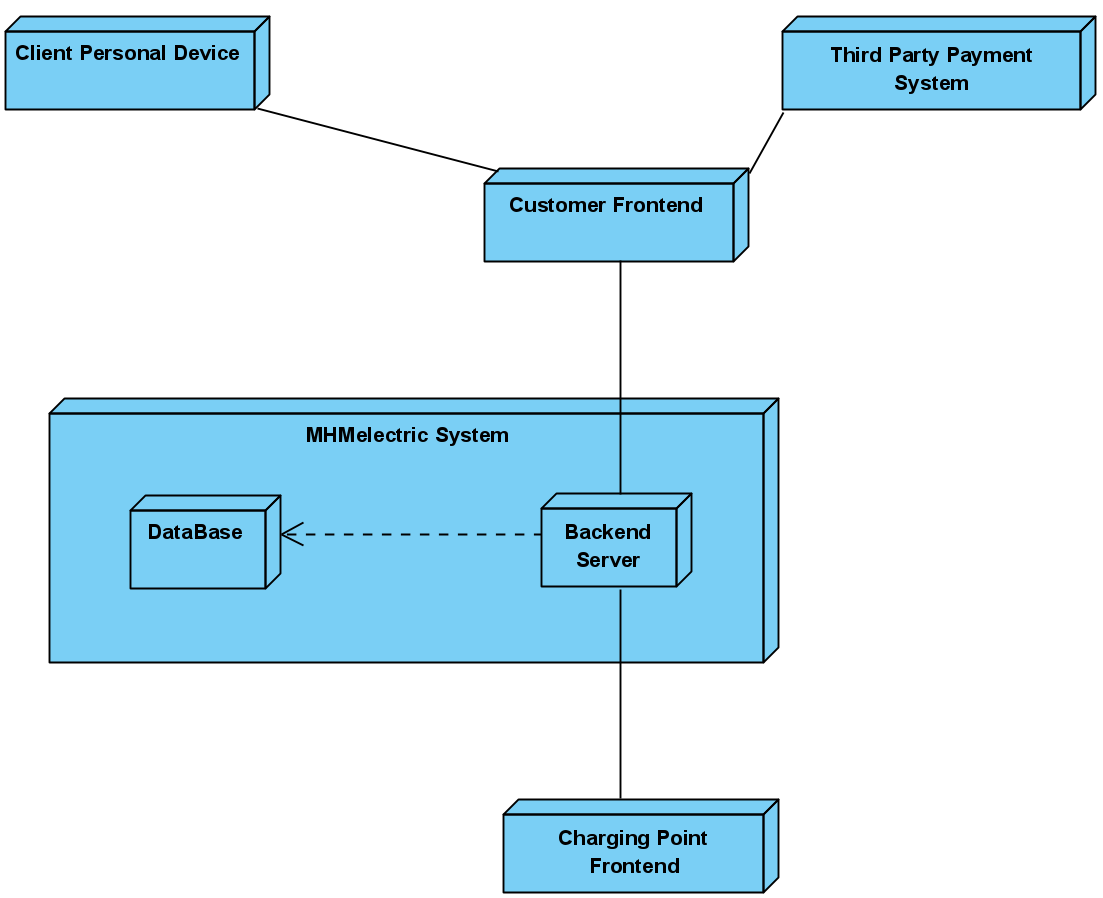 Client Personal Device
Third Party Payment
System
Customer Frontend
MHMelectric System
DataBase
Backend
Server
Charging Point
Frontend